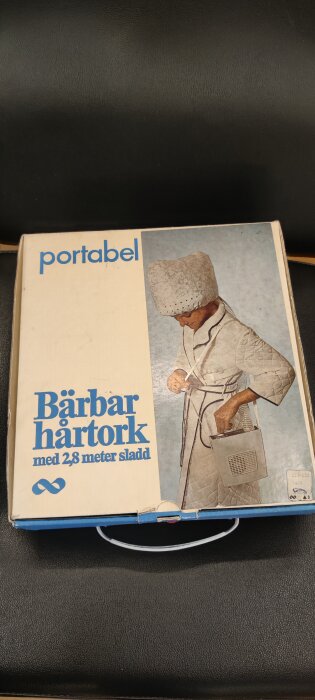 portabel
Bärbar
hårtork
med 2,8 meter sladd